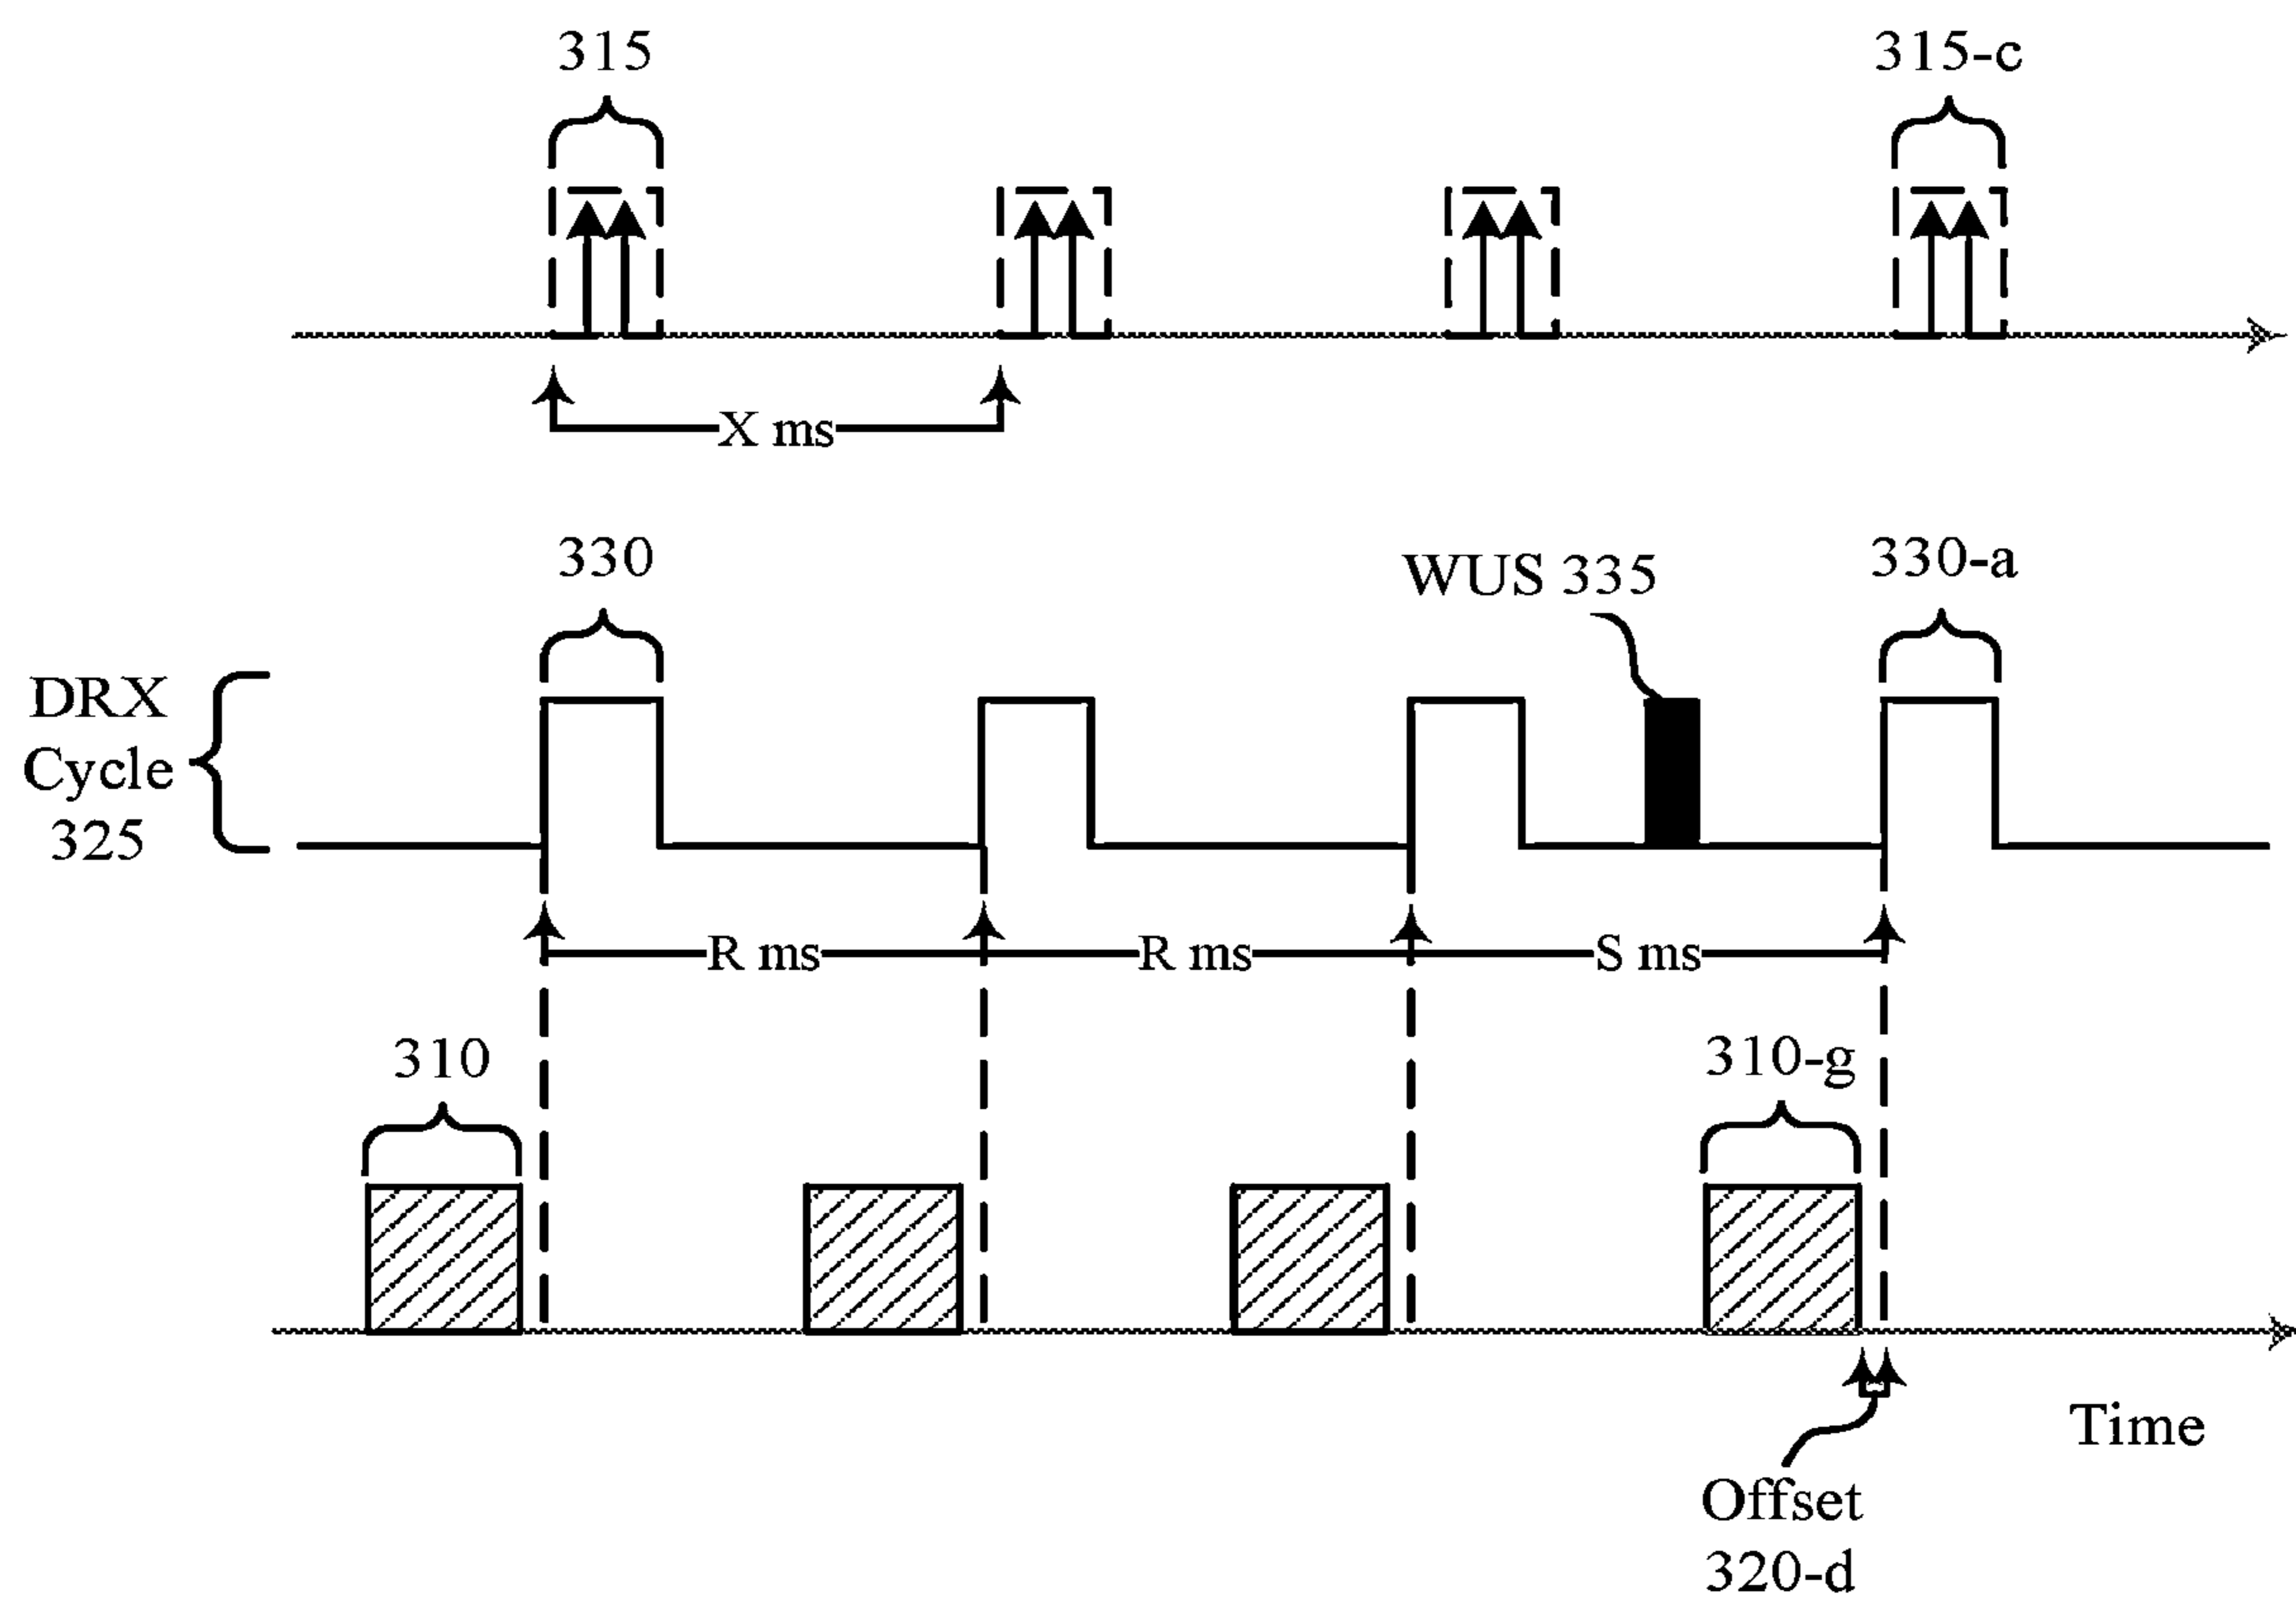 315
315-c
X ms
330
WUS 335
330-a
DRX
Cycle
325
R ms
R ms
S ms
310
310-g
Time
Offset
320-d